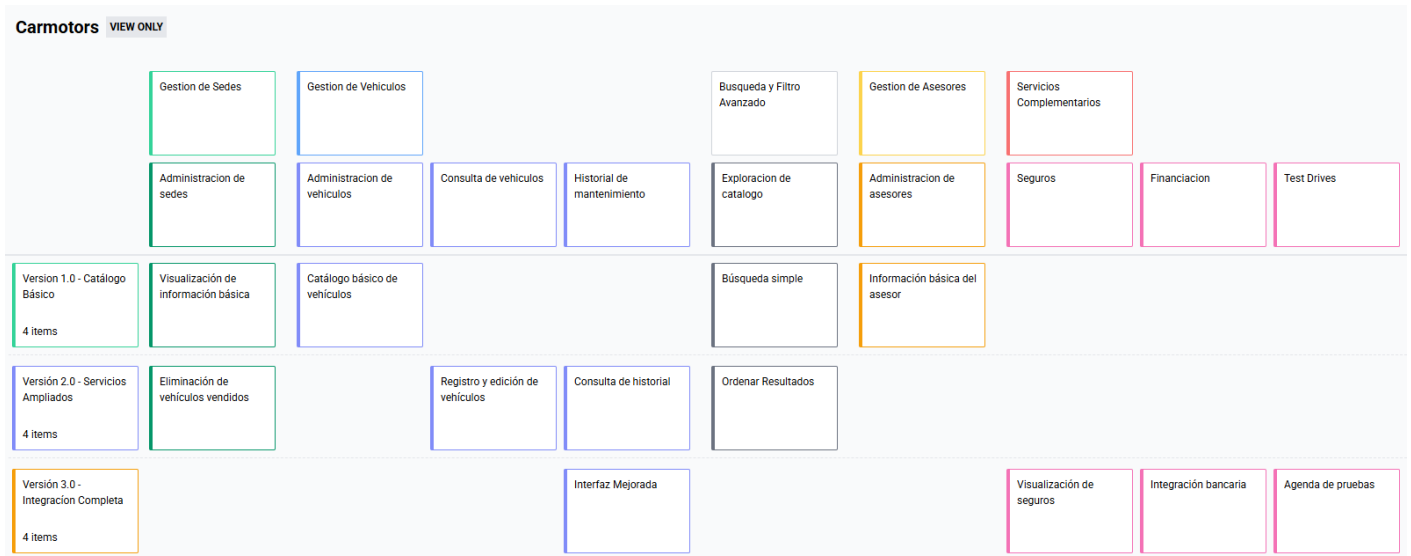 Carmotors VIEW ONLY
Gestion de Sedes
Gestion de Vehiculos
Busqueda y Filtro
Avanzado
Gestion de Asesores
Servicios
Complementarios
Administracion de
sedes
Administracion de
vehiculos
Consulta de vehiculos
Historial de
mantenimiento
Exploracion de
catalogo
Administracion de
asesores
Seguros
Financiacion
Test Drives
Version 1.0 - Catálogo
Básico
4 items
Visualización de
información básica
Catálogo básico de
vehículos
Búsqueda simple
Información básica del
asesor
Versión 2.0 - Servicios
Ampliados
4 items
Eliminación de
vehículos vendidos
Registro y edición de
vehículos
Consulta de historial
Ordenar Resultados
Versión 3.0 -
Integracíon Completa
4 items
Interfaz Mejorada
Visualización de
seguros
Integración bancaria
Agenda de pruebas